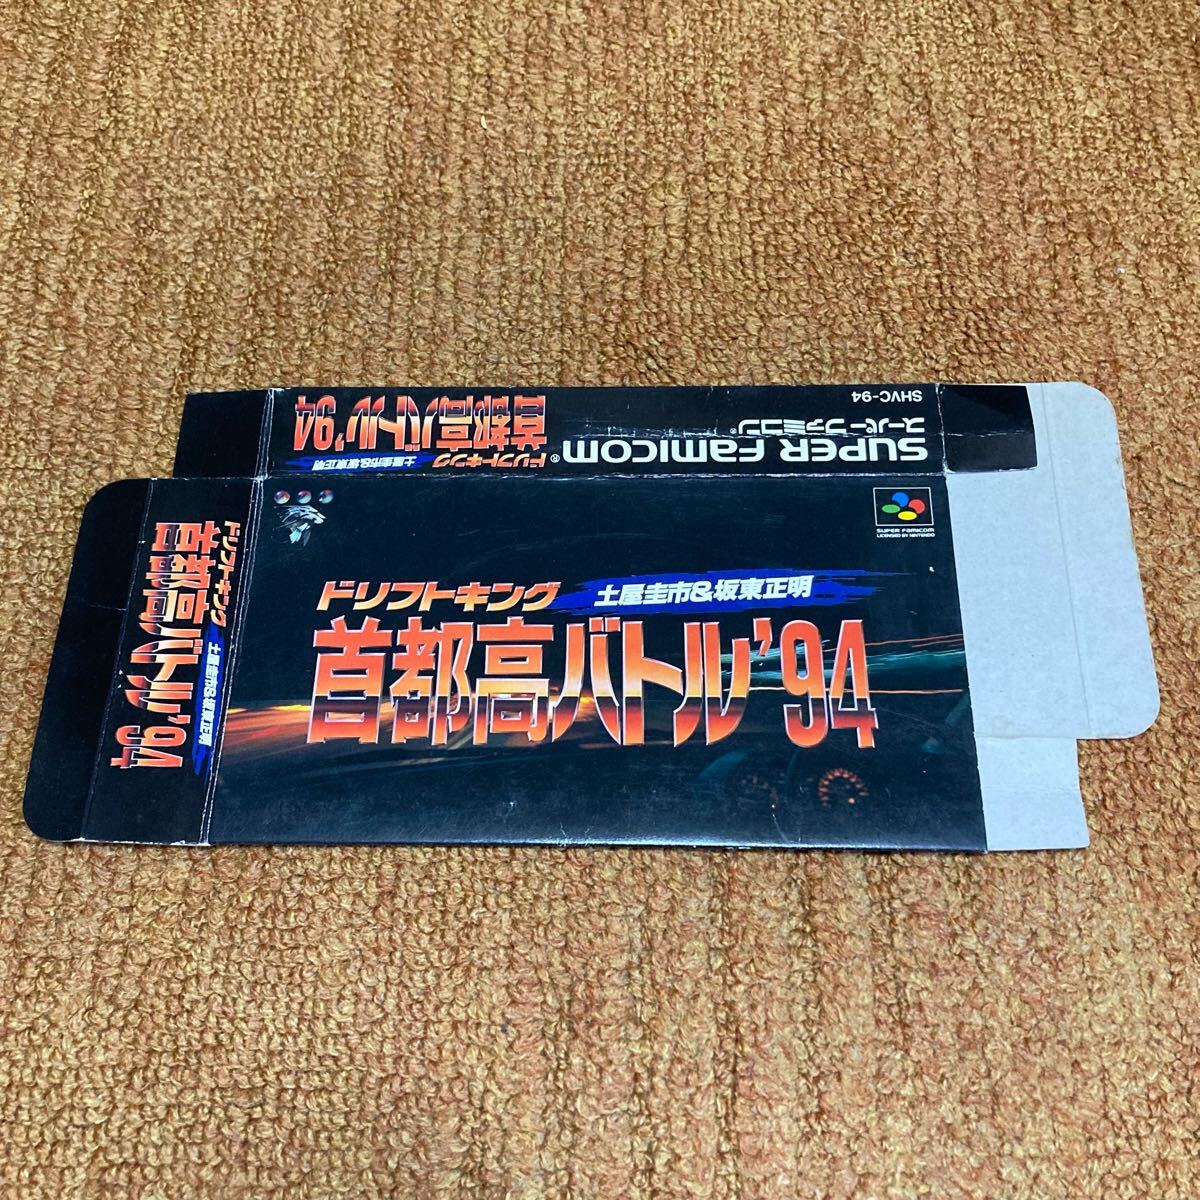 SHVC-94
スーパーファミコン®
SUPER FAMICOM®
ドリフトキング
土屋圭市&坂東正明
首都高バトル'94
SUPER FAMICOM
LICENSED BY NINTENDO
ドリフトキング 土屋圭市&坂東正明
首都高バトル'94
ドリフトキング 土屋圭市&坂東正明
首都高バトル'94